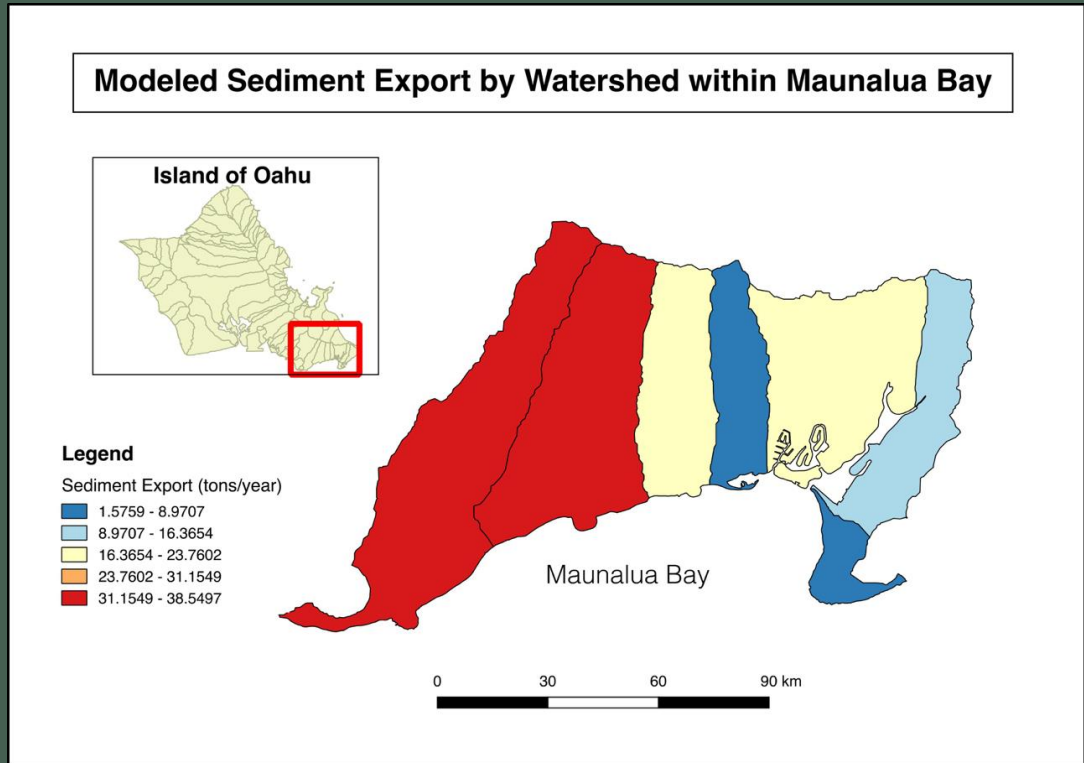 Modeled Sediment Export by Watershed within Maunalua Bay
Island of Oahu
Legend
Sediment Export (tons/year)
1.5759 - 8.9707
8.9707 - 16.3654
16.3654 - 23.7602
23.7602 - 31.1549
31.1549 - 38.5497
Maunalua Bay
0 30 60 90 km